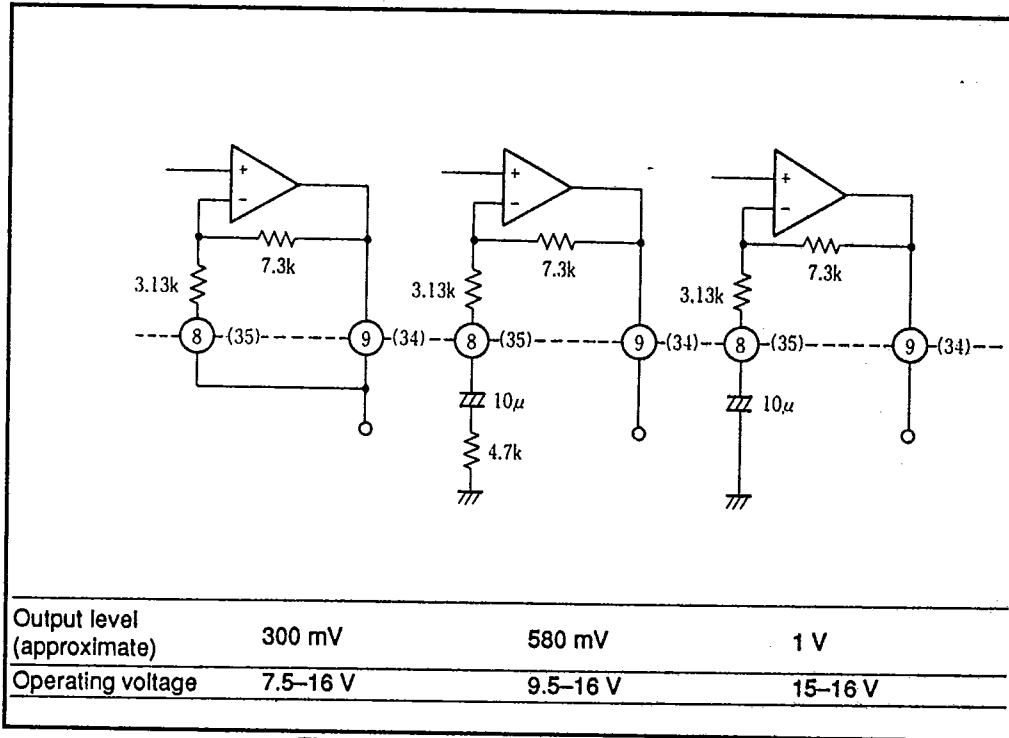 +
−
7.3k
3.13k
8 (35) 9 (34)
+
−
7.3k
3.13k
8 (35) 9 (34)
10μ
4.7k
+
−
7.3k
3.13k
8 (35) 9 (34)
10μ
Output level (approximate) 300 mV 580 mV 1 V
Operating voltage 7.5–16 V 9.5–16 V 15–16 V